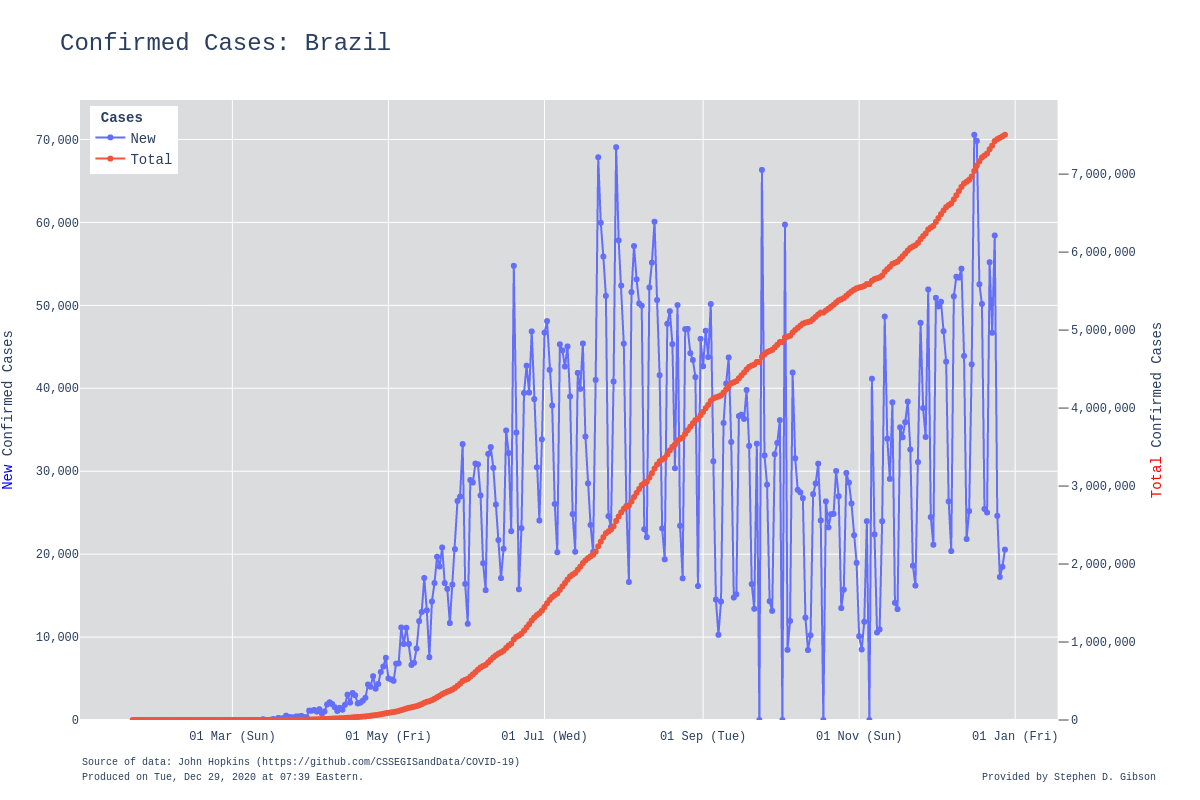 Confirmed Cases: Brazil
Cases
New
Total
70,000
60,000
50,000
40,000
30,000
20,000
10,000
0
New Confirmed Cases
7,000,000
6,000,000
5,000,000
4,000,000
3,000,000
2,000,000
1,000,000
0
Total Confirmed Cases
01 Mar (Sun)
01 May (Fri)
01 Jul (Wed)
01 Sep (Tue)
01 Nov (Sun)
01 Jan (Fri)
Source of data: John Hopkins (https://github.com/CSSEGISandData/COVID-19)
Produced on Tue, Dec 29, 2020 at 07:39 Eastern.
Provided by Stephen D. Gibson